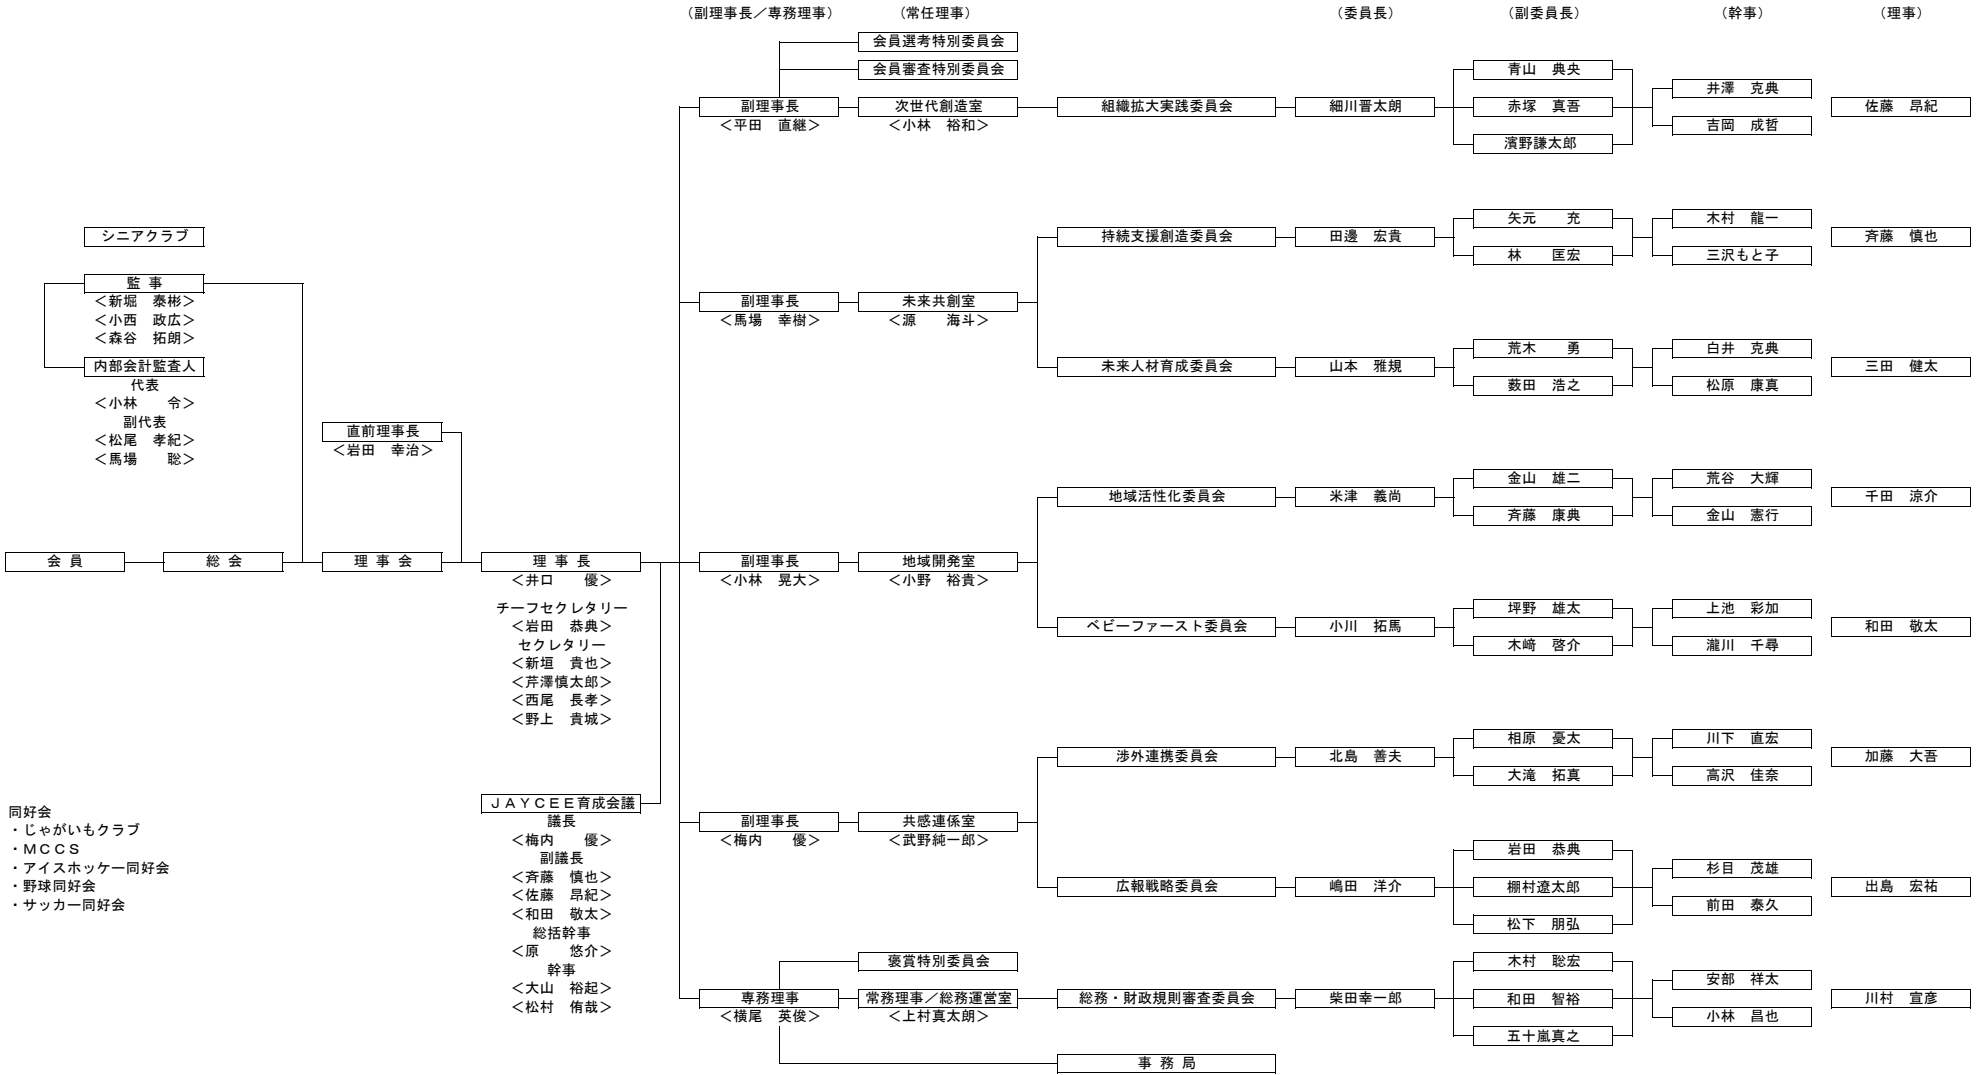 （副理事長／専務理事）　（常任理事）　（委員長）　（副委員長）　（幹事）　（理事）
会員選考特別委員会
会員審査特別委員会
副理事長
＜平田　直継＞
次世代創造室
＜小林　裕和＞
組織拡大実践委員会
細川晋太朗
青山　典央
赤塚　真吾
濱野謙太郎
井澤　克典
吉岡　成哲
佐藤　昂紀
シニアクラブ
監 事
＜新堀　泰彬＞
＜小西　政広＞
＜森谷　拓朗＞
内部会計監査人
代表
＜小林　　令＞
副代表
＜松尾　孝紀＞
＜馬場　　聡＞
直前理事長
＜岩田　幸治＞
会 員
総 会
理 事 会
理 事 長
＜井口　　優＞
チーフセクレタリー
＜岩田　恭典＞
セクレタリー
＜新垣　貴也＞
＜芹澤慎太郎＞
＜西尾　長孝＞
＜野上　貴城＞
ＪＡＹＣＥＥ育成会議
議長
＜梅内　　優＞
副議長
＜斉藤　慎也＞
＜佐藤　昂紀＞
＜和田　敬太＞
総括幹事
＜原　　悠介＞
幹事
＜大山　裕起＞
＜松村　侑哉＞
副理事長
＜馬場　幸樹＞
未来共創室
＜源　　海斗＞
持続支援創造委員会
田邊　宏貴
矢元　　充
林　　匡宏
木村　龍一
三沢もと子
斉藤　慎也
未来人材育成委員会
山本　雅規
荒木　　勇
薮田　浩之
白井　克典
松原　康真
三田　健太
副理事長
＜小林　晃大＞
地域開発室
＜小野　裕貴＞
地域活性化委員会
米津　義尚
金山　雄二
斉藤　康典
荒谷　大輝
金山　憲行
千田　涼介
ベビーファースト委員会
小川　拓馬
坪野　雄太
木﨑　啓介
上池　彩加
瀧川　千尋
和田　敬太
副理事長
＜梅内　　優＞
共感連係室
＜武野純一郎＞
渉外連携委員会
北島　善夫
相原　憂太
大滝　拓真
川下　直宏
高沢　佳奈
加藤　大吾
広報戦略委員会
嶋田　洋介
岩田　恭典
棚村遼太郎
松下　朋弘
杉目　茂雄
前田　泰久
出島　宏祐
褒賞特別委員会
専務理事
＜横尾　英俊＞
常務理事／総務運営室
＜上村真太朗＞
総務・財政規則審査委員会
柴田幸一郎
木村　聡宏
和田　智裕
五十嵐真之
安部　祥太
小林　昌也
川村　宣彦
事 務 局
同好会
・じゃがいもクラブ
・ＭＣＣＳ
・アイスホッケー同好会
・野球同好会
・サッカー同好会